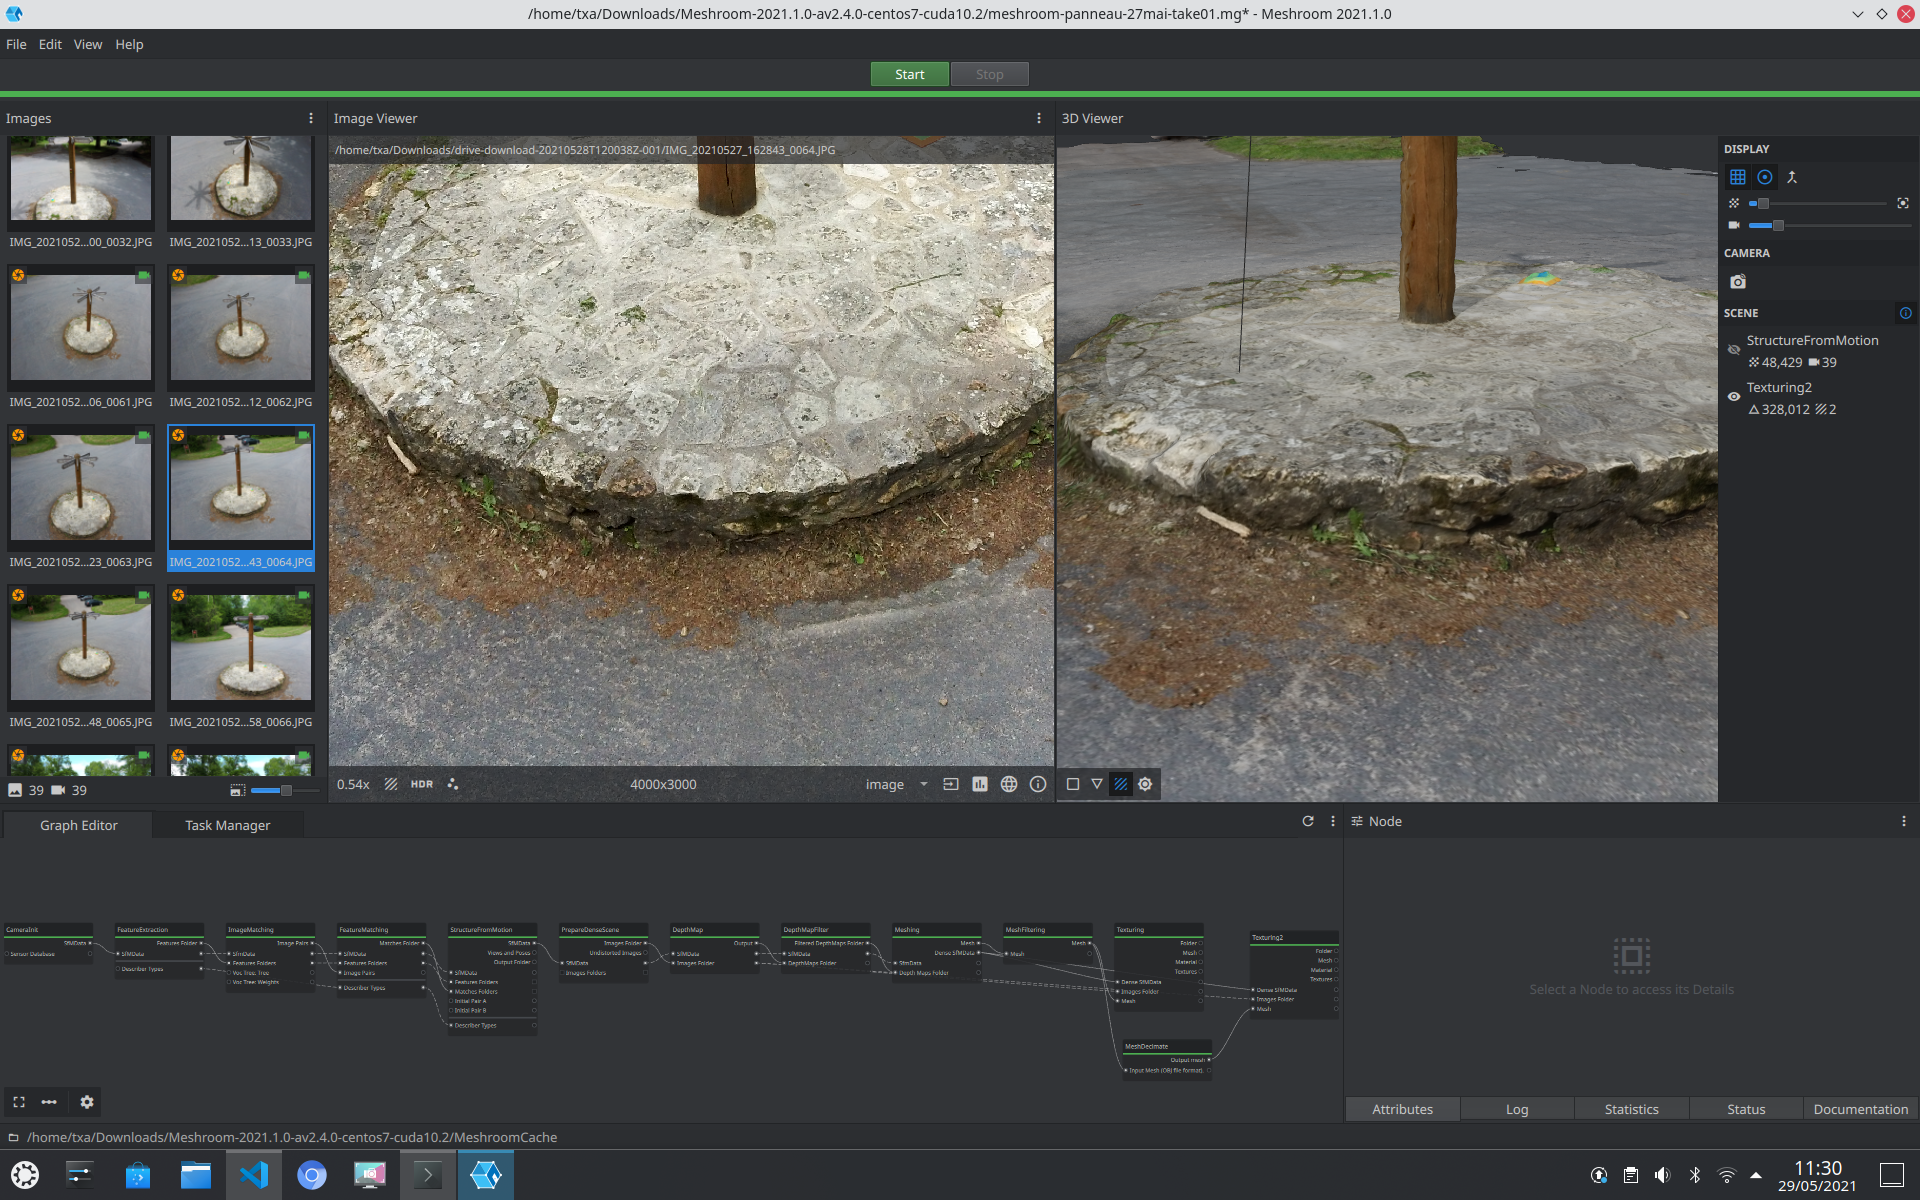 /home/txa/Downloads/Meshroom-2021.1.0-av2.4.0-centos7-cuda10.2/meshroom-panneau-27mai-take01.mg* - Meshroom 2021.1.0
File Edit View Help
Start Stop
Images
Image Viewer
3D Viewer
/home/txa/Downloads/drive-download-20210528T120038Z-001/IMG_20210527_162843_0064.JPG
IMG_2021052...00_0032.JPG IMG_2021052...13_0033.JPG
IMG_2021052...06_0061.JPG IMG_2021052...12_0062.JPG
IMG_2021052...23_0063.JPG IMG_2021052...43_0064.JPG
IMG_2021052...48_0065.JPG IMG_2021052...58_0066.JPG
39 39
0.54x HDR 4000x3000 image
DISPLAY
CAMERA
SCENE
StructureFromMotion
48,429 39
Texturing2
328,012 2
Graph Editor Task Manager
Node
CameraInit
SfMData
Sensor Database
FeatureExtraction
Features Folder
SfMData
Describer Types
ImageMatching
Image Pairs
SfmData
Features Folders
Voc Tree: Tree
Voc Tree: Weights
FeatureMatching
Matches Folder
SfMData
Features Folders
Image Pairs
Describer Types
StructureFromMotion
SfMData
Views and Poses
Output Folder
SfMData
Features Folders
Matches Folders
Initial Pair A
Initial Pair B
Describer Types
PrepareDenseScene
Images Folder
Undistorted Images
SfMData
Images Folders
DepthMap
Output
SfMData
Images Folder
DepthMapFilter
Filtered DepthMaps Folder
SfMData
DepthMaps Folder
Meshing
Mesh
Dense SfMData
SfmData
Depth Maps Folder
MeshFiltering
Mesh
Mesh
Texturing
Folder
Mesh
Material
Textures
Dense SfMData
Images Folder
Mesh
MeshDecimate
Output mesh
Input Mesh (OBJ file format).
Texturing2
Folder
Mesh
Material
Textures
Dense SfMData
Images Folder
Mesh
Select a Node to access its Details
Attributes Log Statistics Status Documentation
/home/txa/Downloads/Meshroom-2021.1.0-av2.4.0-centos7-cuda10.2/MeshroomCache
11:30
29/05/2021